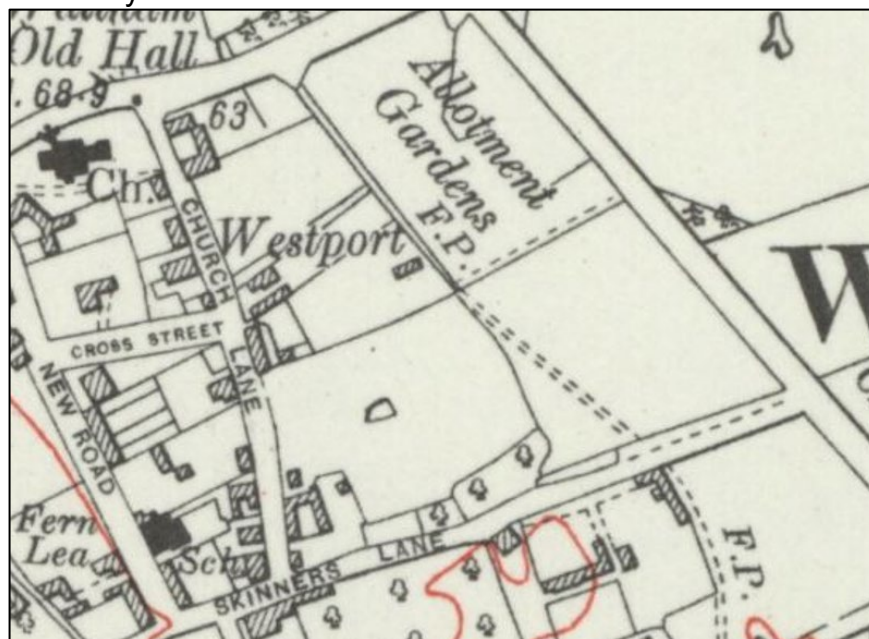 Old Hall
. 68·9
63
Ch.
CHURCH
LANE
Westport
Allotment
Gardens
F.P.
W
CROSS STREET
NEW ROAD
Fern
Lea
Sch.
SKINNERS LANE
F.P.